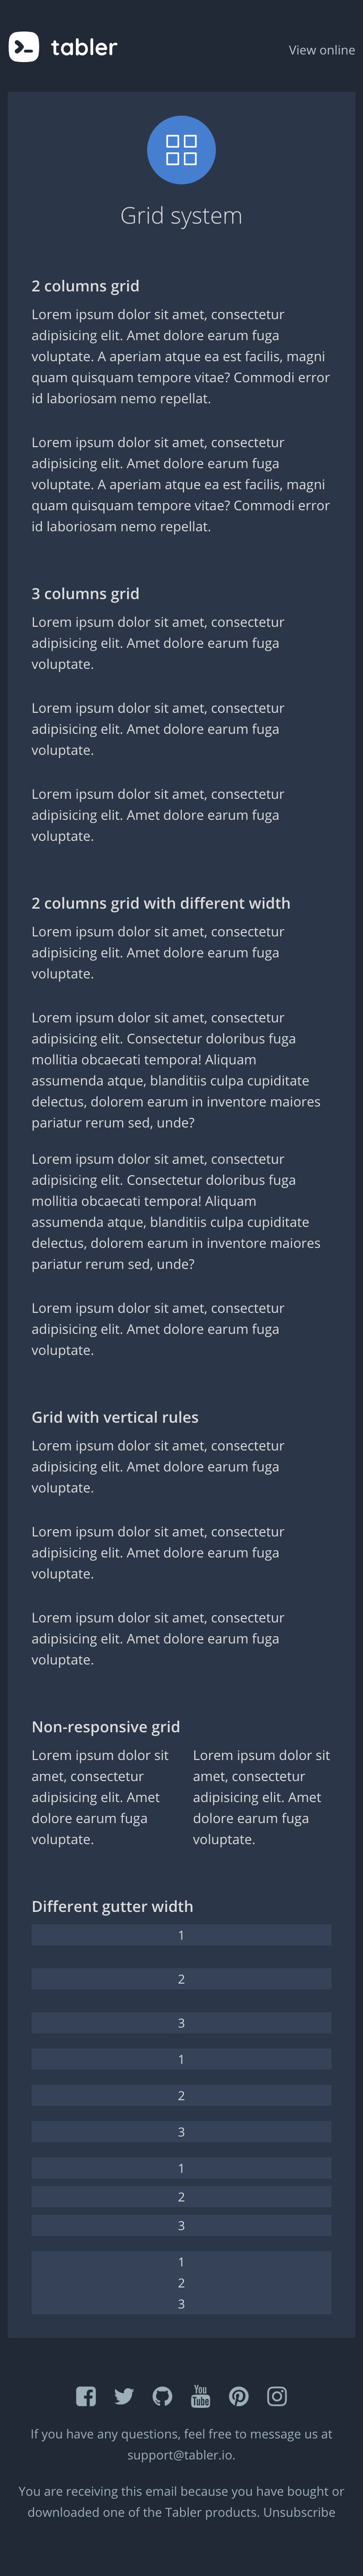 tabler
View online
Grid system
2 columns grid
Lorem ipsum dolor sit amet, consectetur
adipisicing elit. Amet dolore earum fuga
voluptate. A aperiam atque ea est facilis, magni
quam quisquam tempore vitae? Commodi error
id laboriosam nemo repellat.
Lorem ipsum dolor sit amet, consectetur
adipisicing elit. Amet dolore earum fuga
voluptate. A aperiam atque ea est facilis, magni
quam quisquam tempore vitae? Commodi error
id laboriosam nemo repellat.
3 columns grid
Lorem ipsum dolor sit amet, consectetur
adipisicing elit. Amet dolore earum fuga
voluptate.
Lorem ipsum dolor sit amet, consectetur
adipisicing elit. Amet dolore earum fuga
voluptate.
Lorem ipsum dolor sit amet, consectetur
adipisicing elit. Amet dolore earum fuga
voluptate.
2 columns grid with different width
Lorem ipsum dolor sit amet, consectetur
adipisicing elit. Amet dolore earum fuga
voluptate.
Lorem ipsum dolor sit amet, consectetur
adipisicing elit. Consectetur doloribus fuga
mollitia obcaecati tempora! Aliquam
assumenda atque, blanditiis culpa cupiditate
delectus, dolorem earum in inventore maiores
pariatur rerum sed, unde?
Lorem ipsum dolor sit amet, consectetur
adipisicing elit. Consectetur doloribus fuga
mollitia obcaecati tempora! Aliquam
assumenda atque, blanditiis culpa cupiditate
delectus, dolorem earum in inventore maiores
pariatur rerum sed, unde?
Lorem ipsum dolor sit amet, consectetur
adipisicing elit. Amet dolore earum fuga
voluptate.
Grid with vertical rules
Lorem ipsum dolor sit amet, consectetur
adipisicing elit. Amet dolore earum fuga
voluptate.
Lorem ipsum dolor sit amet, consectetur
adipisicing elit. Amet dolore earum fuga
voluptate.
Lorem ipsum dolor sit amet, consectetur
adipisicing elit. Amet dolore earum fuga
voluptate.
Non-responsive grid
Lorem ipsum dolor sit
amet, consectetur
adipisicing elit. Amet
dolore earum fuga
voluptate.
Lorem ipsum dolor sit
amet, consectetur
adipisicing elit. Amet
dolore earum fuga
voluptate.
Different gutter width
1
2
3
1
2
3
1
2
3
1
2
3
You
Tube
If you have any questions, feel free to message us at
support@tabler.io.
You are receiving this email because you have bought or
downloaded one of the Tabler products. Unsubscribe